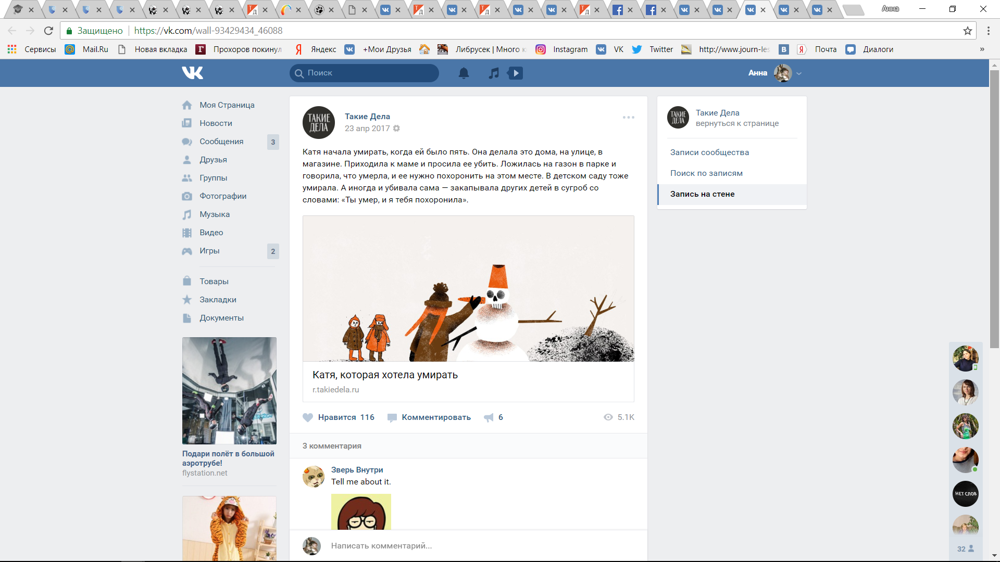 Анна
Защищено
https://vk.com/wall-93429434_46088
Сервисы
Mail.Ru
Новая вкладка
Прохоров покинул
Яндекс
+Мои Друзья
Либрусек | Много к
Instagram
VK
Twitter
http://www.journ-les
Почта
Диалоги
»
Поиск
Анна
Моя Страница
Новости
Сообщения 3
Друзья
Группы
Фотографии
Музыка
Видео
Игры 2
Товары
Закладки
Документы
Подари полёт в большой
аэротрубе!
flystation.net
ТАКИЕ
ДЕЛА
Такие Дела
23 апр 2017
Катя начала умирать, когда ей было пять. Она делала это дома, на улице, в
магазине. Приходила к маме и просила ее убить. Ложилась на газон в парке и
говорила, что умерла, и ее нужно похоронить на этом месте. В детском саду тоже
умирала. А иногда и убивала сама — закапывала других детей в сугроб со
словами: «Ты умер, и я тебя похоронила».
Катя, которая хотела умирать
r.takiedela.ru
Нравится 116
Комментировать
6
5.1K
3 комментария
Зверь Внутри
Tell me about it.
Написать комментарий...
ТАКИЕ
ДЕЛА
Такие Дела
вернуться к странице
Записи сообщества
Поиск по записям
Запись на стене
НЕТ СЛОВ
32